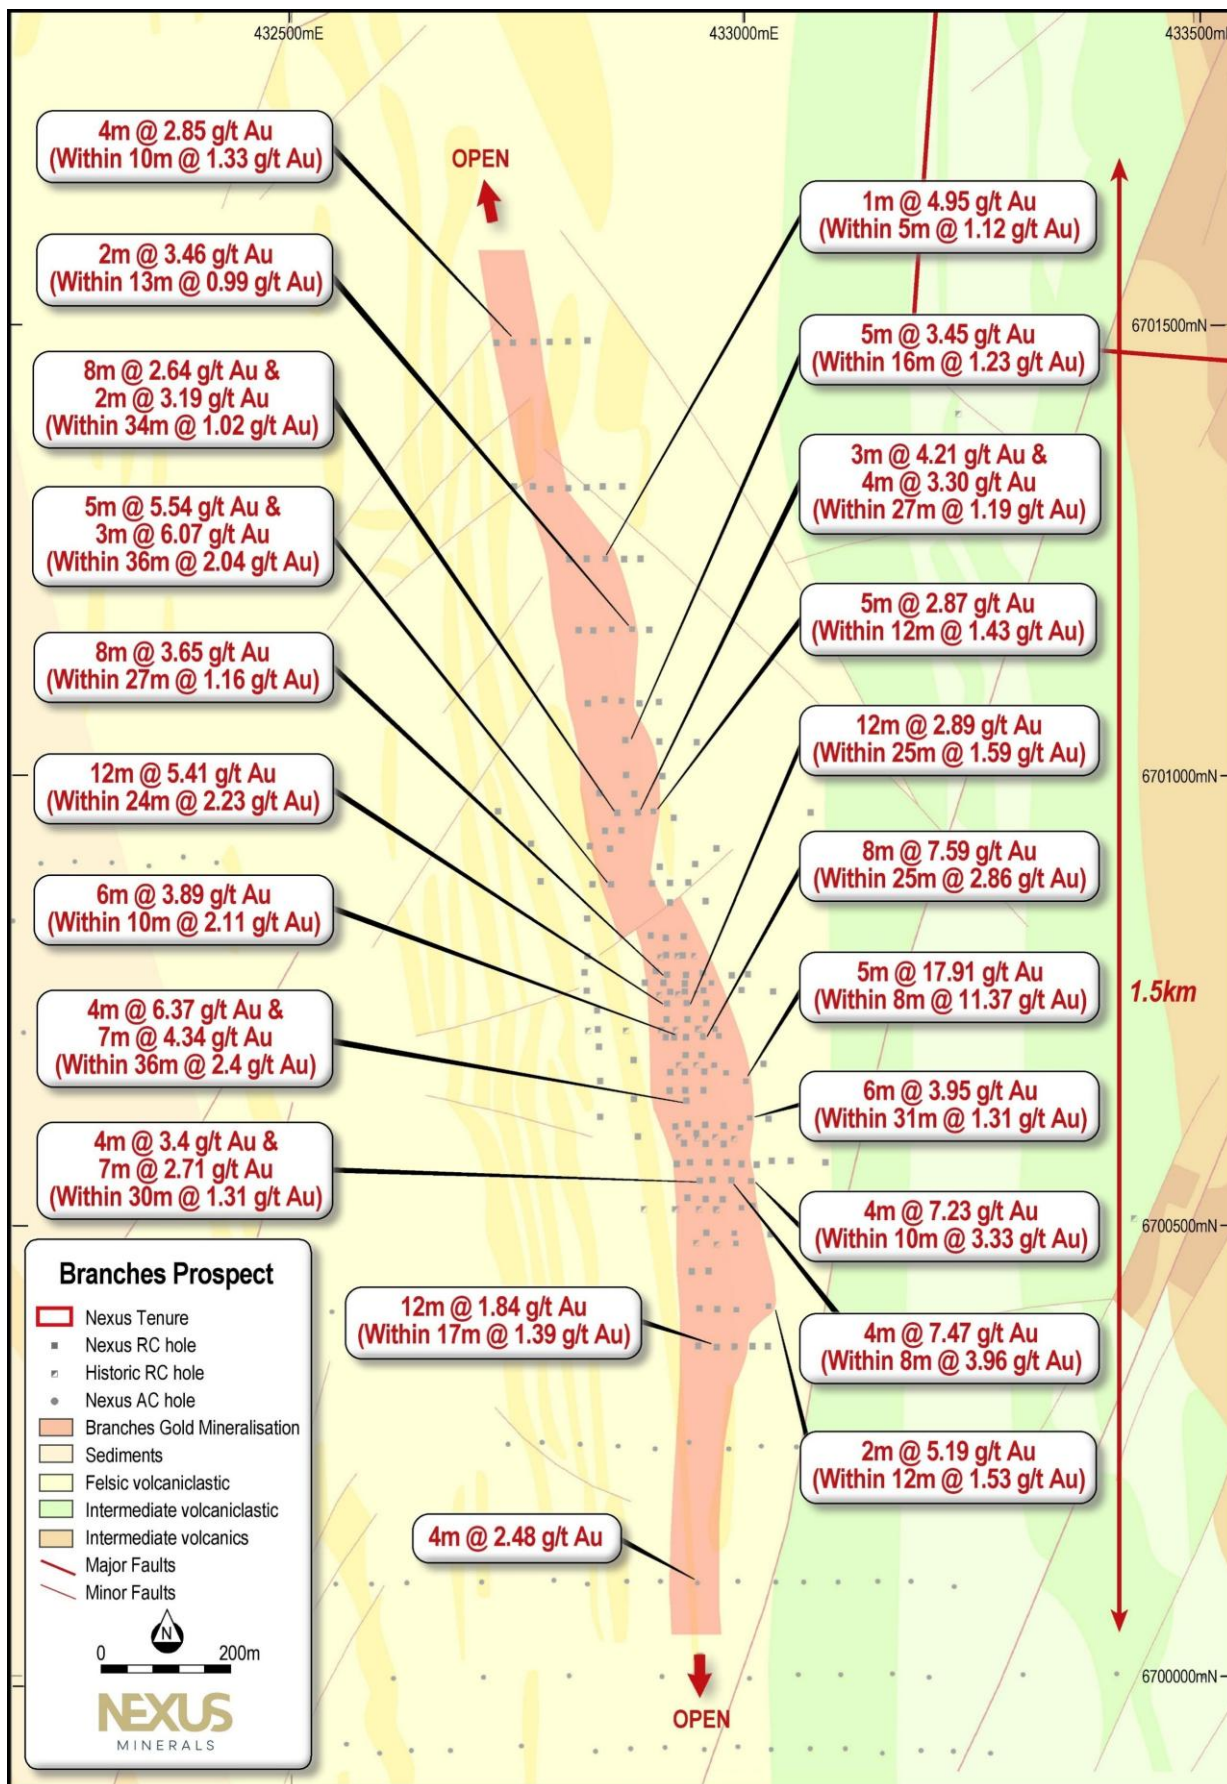 432500mE
433000mE
433500mE
4m @ 2.85 g/t Au
(Within 10m @ 1.33 g/t Au)
OPEN
1m @ 4.95 g/t Au
(Within 5m @ 1.12 g/t Au)
2m @ 3.46 g/t Au
(Within 13m @ 0.99 g/t Au)
5m @ 3.45 g/t Au
(Within 16m @ 1.23 g/t Au)
6701500mN
8m @ 2.64 g/t Au &
2m @ 3.19 g/t Au
(Within 34m @ 1.02 g/t Au)
3m @ 4.21 g/t Au &
4m @ 3.30 g/t Au
(Within 27m @ 1.19 g/t Au)
5m @ 5.54 g/t Au &
3m @ 6.07 g/t Au
(Within 36m @ 2.04 g/t Au)
5m @ 2.87 g/t Au
(Within 12m @ 1.43 g/t Au)
8m @ 3.65 g/t Au
(Within 27m @ 1.16 g/t Au)
12m @ 2.89 g/t Au
(Within 25m @ 1.59 g/t Au)
6701000mN
12m @ 5.41 g/t Au
(Within 24m @ 2.23 g/t Au)
8m @ 7.59 g/t Au
(Within 25m @ 2.86 g/t Au)
6m @ 3.89 g/t Au
(Within 10m @ 2.11 g/t Au)
5m @ 17.91 g/t Au
(Within 8m @ 11.37 g/t Au)
1.5km
4m @ 6.37 g/t Au &
7m @ 4.34 g/t Au
(Within 36m @ 2.4 g/t Au)
6m @ 3.95 g/t Au
(Within 31m @ 1.31 g/t Au)
4m @ 3.4 g/t Au &
7m @ 2.71 g/t Au
(Within 30m @ 1.31 g/t Au)
4m @ 7.23 g/t Au
(Within 10m @ 3.33 g/t Au)
6700500mN
12m @ 1.84 g/t Au
(Within 17m @ 1.39 g/t Au)
4m @ 7.47 g/t Au
(Within 8m @ 3.96 g/t Au)
2m @ 5.19 g/t Au
(Within 12m @ 1.53 g/t Au)
4m @ 2.48 g/t Au
6700000mN
OPEN
Branches Prospect
Nexus Tenure
Nexus RC hole
Historic RC hole
Nexus AC hole
Branches Gold Mineralisation
Sediments
Felsic volcaniclastic
Intermediate volcaniclastic
Intermediate volcanics
Major Faults
Minor Faults
N
0 200m
NEXUS
MINERALS